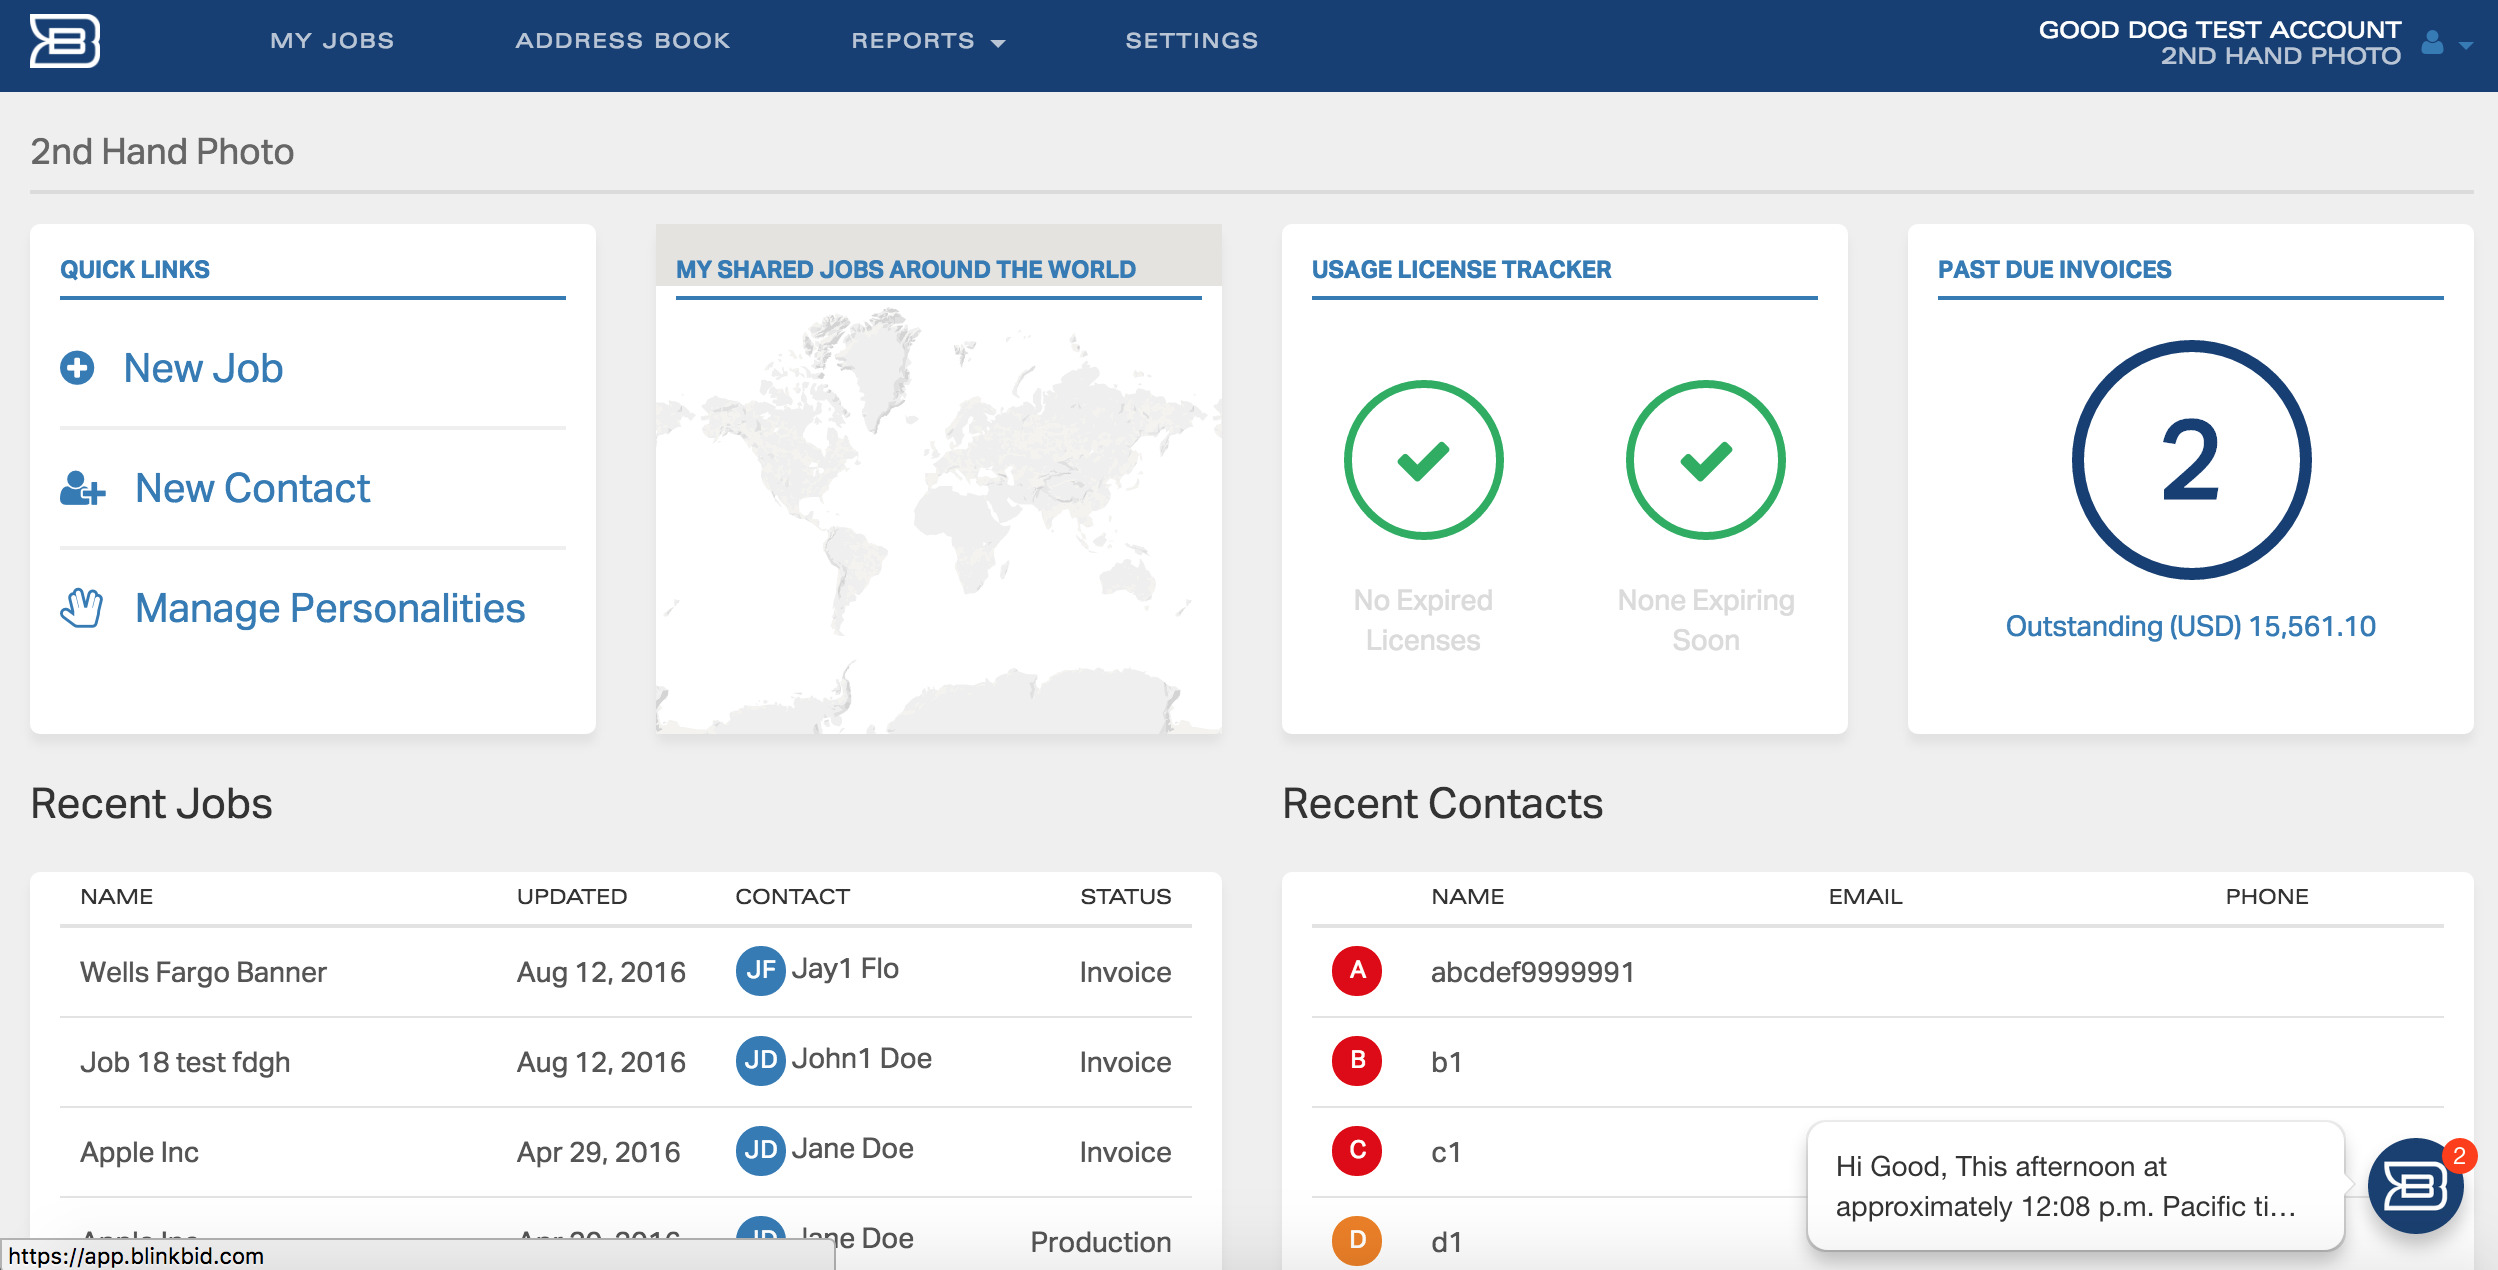 MY JOBS
ADDRESS BOOK
REPORTS
SETTINGS
GOOD DOG TEST ACCOUNT
2ND HAND PHOTO
2nd Hand Photo
QUICK LINKS
New Job
New Contact
Manage Personalities
MY SHARED JOBS AROUND THE WORLD
USAGE LICENSE TRACKER
No Expired
Licenses
None Expiring
Soon
PAST DUE INVOICES
2
Outstanding (USD) 15,561.10
Recent Jobs
NAME UPDATED CONTACT STATUS
Wells Fargo Banner Aug 12, 2016 JF Jay1 Flo Invoice
Job 18 test fdgh Aug 12, 2016 JD John1 Doe Invoice
Apple Inc Apr 29, 2016 JD Jane Doe Invoice
Apple Inc Apr 29, 2016 JD Jane Doe Production
Recent Contacts
NAME EMAIL PHONE
A abcdef9999991
B b1
C c1
D d1
Hi Good, This afternoon at
approximately 12:08 p.m. Pacific ti...
2
https://app.blinkbid.com